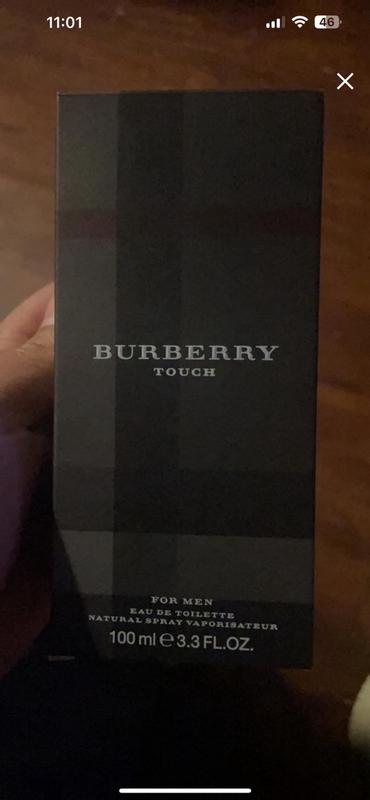 11:01
46
BURBERRY
TOUCH
FOR MEN
EAU DE TOILETTE
NATURAL SPRAY VAPORISATEUR
100 ml ℮ 3.3 FL.OZ.